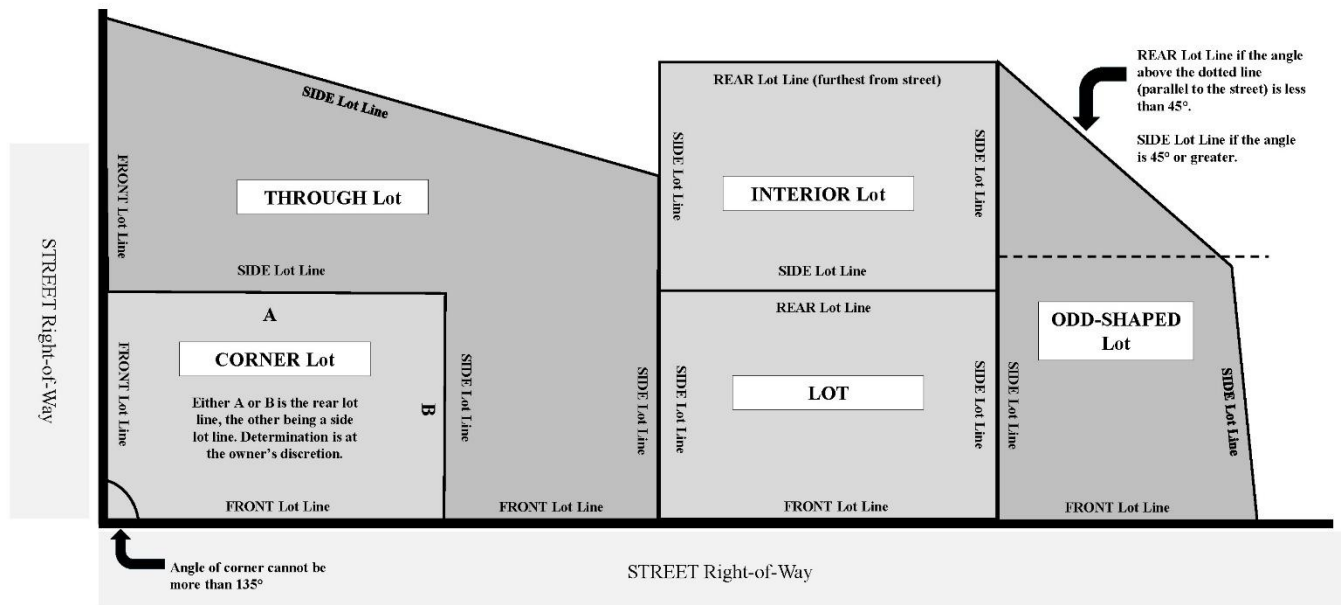 SIDE Lot Line
FRONT Lot Line
THROUGH Lot
SIDE Lot Line
STREET Right-of-Way
A
CORNER Lot
Either A or B is the rear lot
line, the other being a side
lot line. Determination is at
the owner’s discretion.
B
FRONT Lot Line
FRONT Lot Line
SIDE Lot Line
SIDE Lot Line
FRONT Lot Line
Angle of corner cannot be
more than 135°
REAR Lot Line (furthest from street)
SIDE Lot Line
INTERIOR Lot
SIDE Lot Line
SIDE Lot Line
REAR Lot Line
SIDE Lot Line
LOT
SIDE Lot Line
FRONT Lot Line
REAR Lot Line if the angle
above the dotted line
(parallel to the street) is less
than 45°.
SIDE Lot Line if the angle
is 45° or greater.
ODD-SHAPED
Lot
SIDE Lot Line
SIDE Lot Line
FRONT Lot Line
STREET Right-of-Way